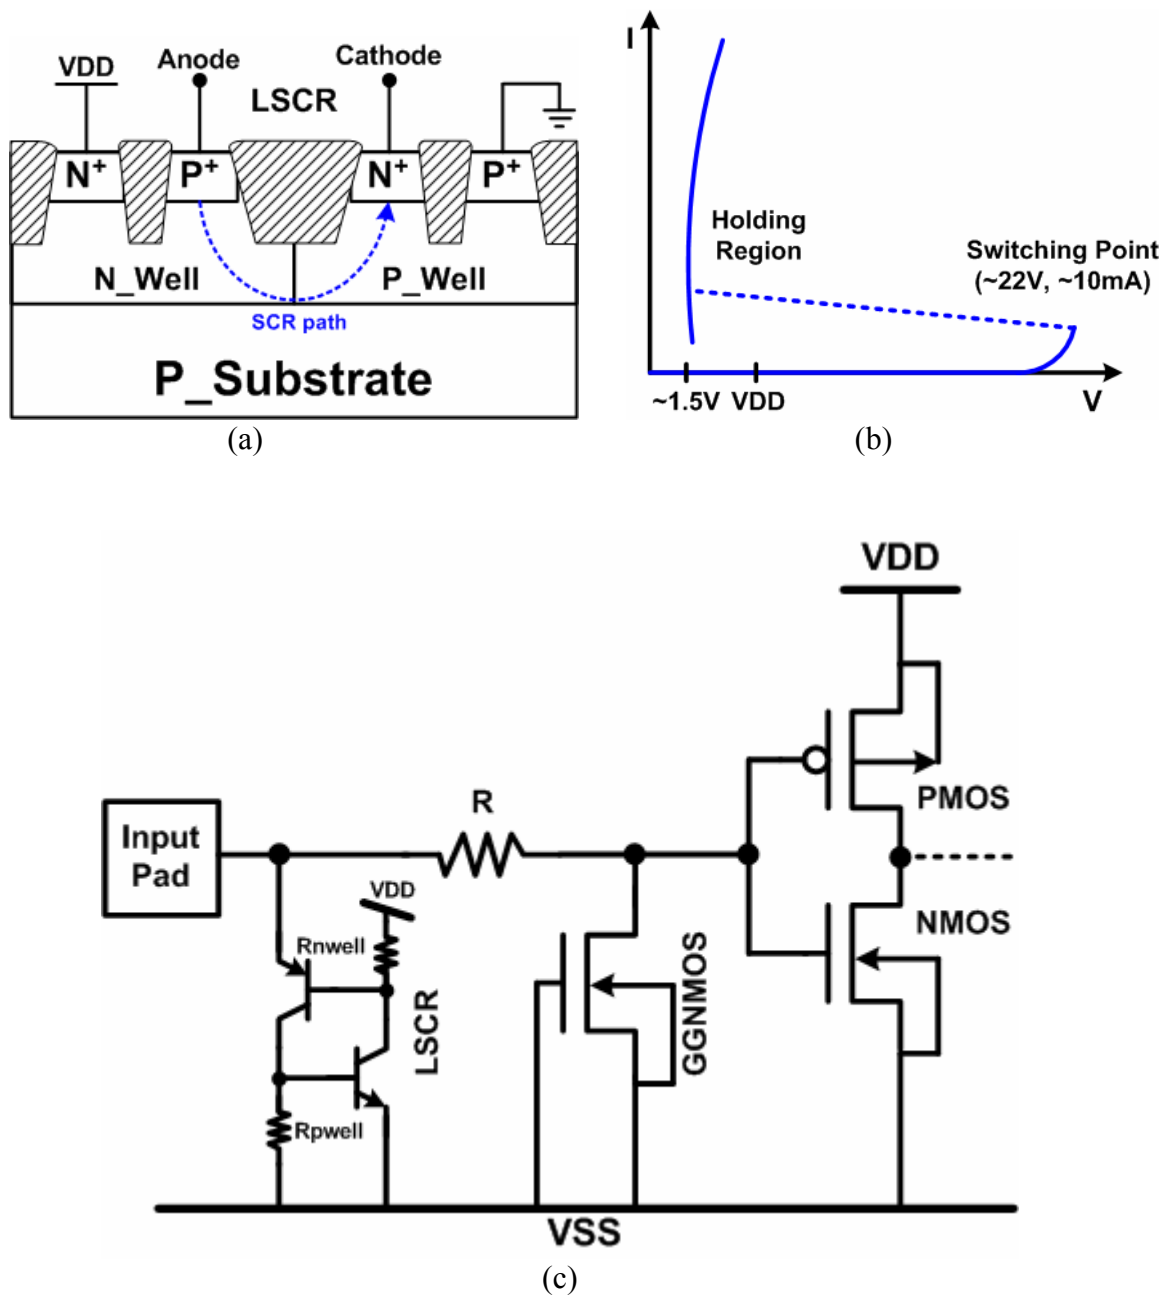 VDD
Anode
Cathode
LSCR
N+
P+
N+
P+
N_Well
P_Well
SCR path
P_Substrate
(a)
I
Holding
Region
Switching Point
(~22V, ~10mA)
~1.5V
VDD
V
(b)
VDD
Input
Pad
R
PMOS
VDD
Rnwell
LSCR
Rpwell
GGNMOS
NMOS
VSS
(c)